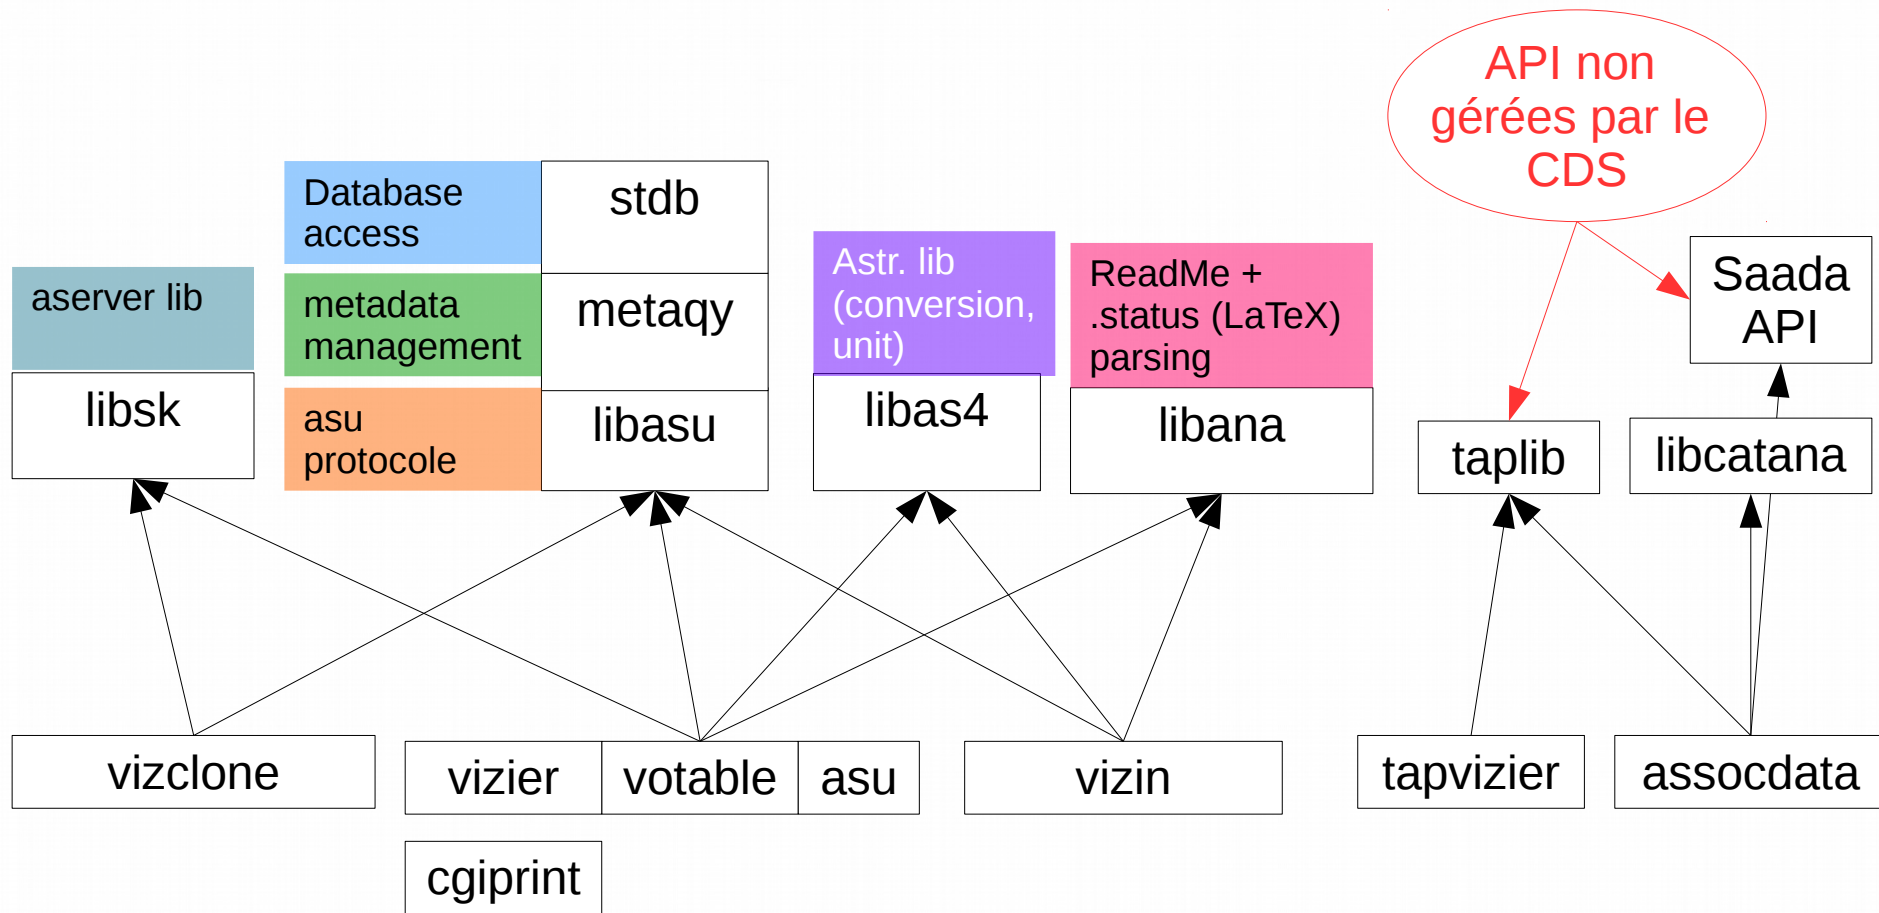 API non
gérées par le
CDS
Database
access
stdb
aserver lib
metadata
management
metaqy
Astr. lib
(conversion,
unit)
ReadMe +
.status (LaTeX)
parsing
Saada
API
libsk
asu
protocole
libasu
libas4
libana
taplib
libcatana
vizclone
vizier
votable
asu
vizin
tapvizier
assocdata
cgiprint